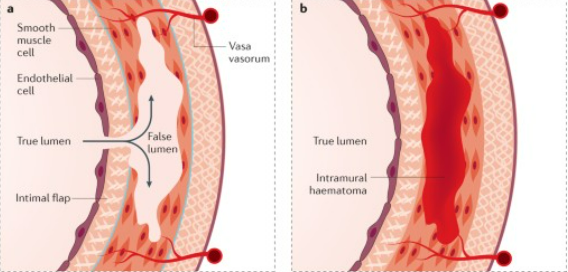 a
Smooth
muscle
cell
Vasa
vasorum
Endothelial
cell
True lumen
False
lumen
Intimal flap
b
True lumen
Intramural
haematoma